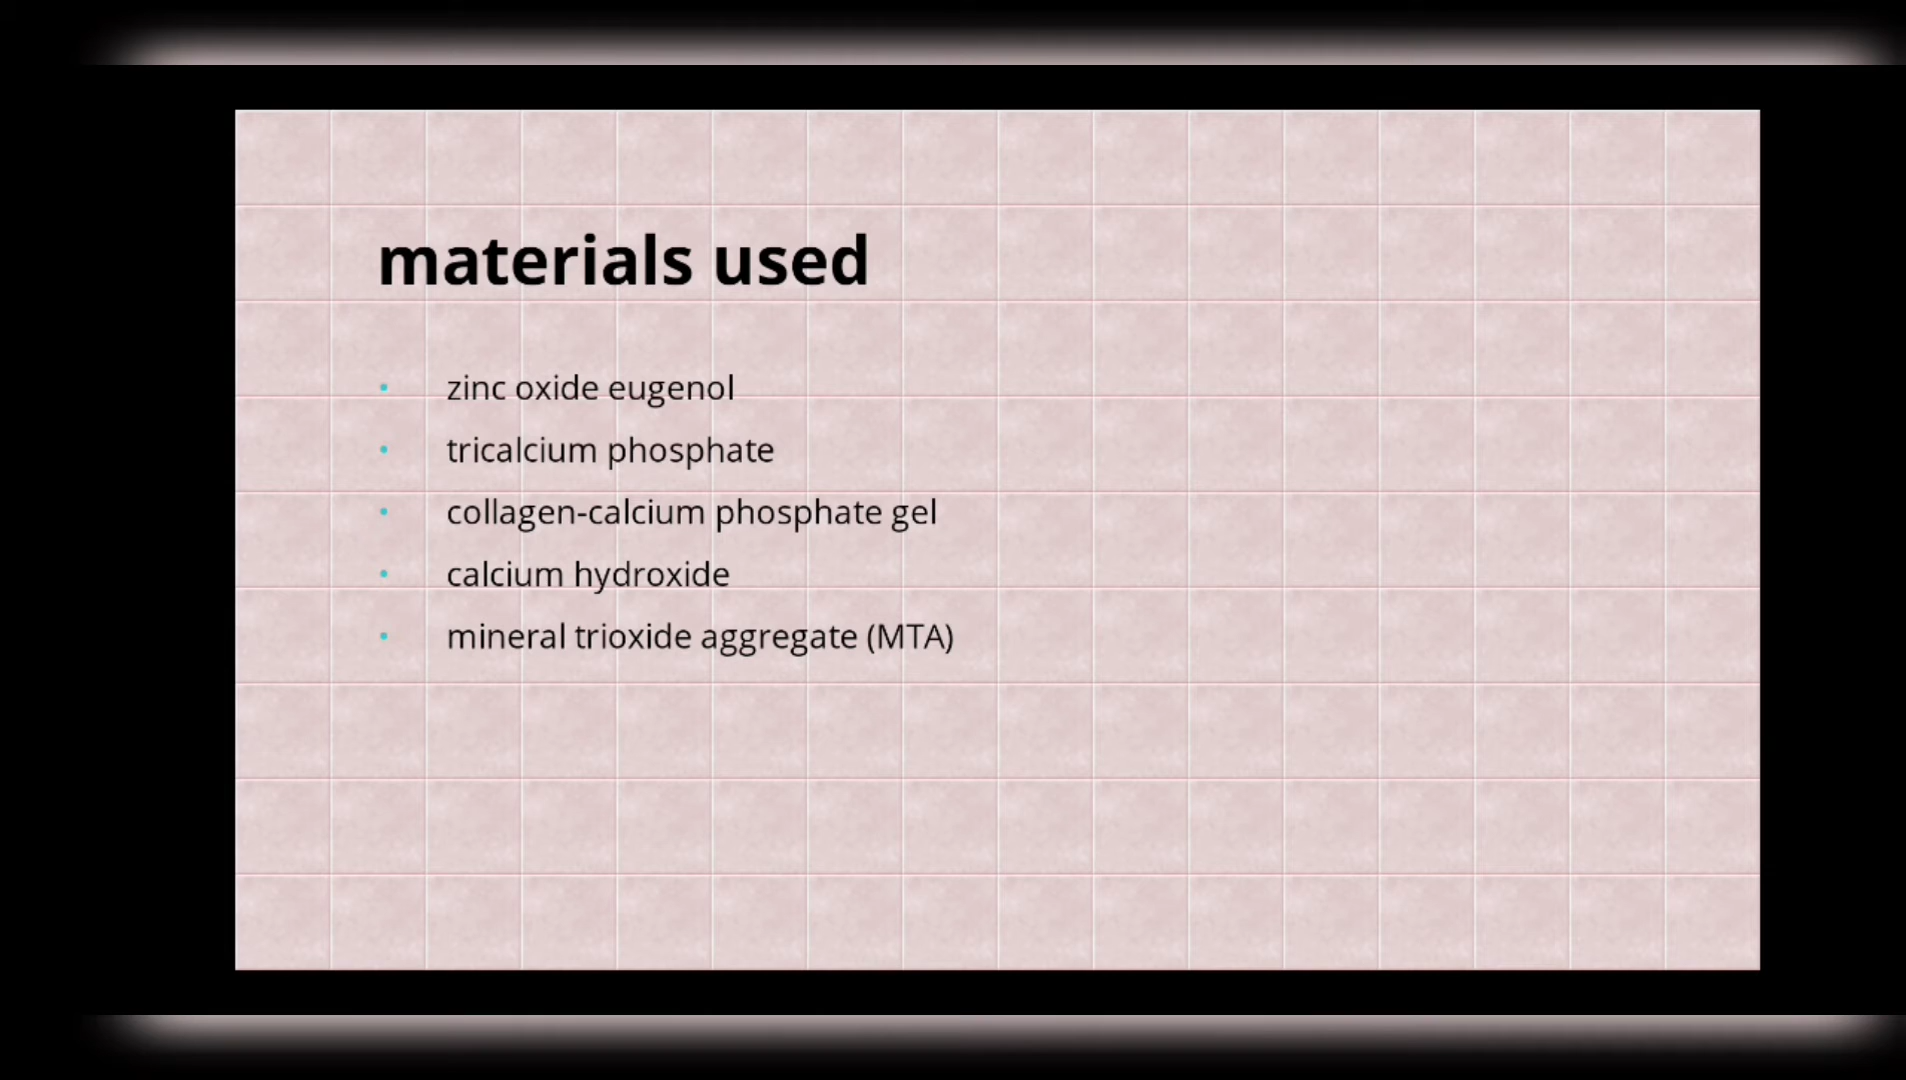 materials used
• zinc oxide eugenol
• tricalcium phosphate
• collagen-calcium phosphate gel
• calcium hydroxide
• mineral trioxide aggregate (MTA)